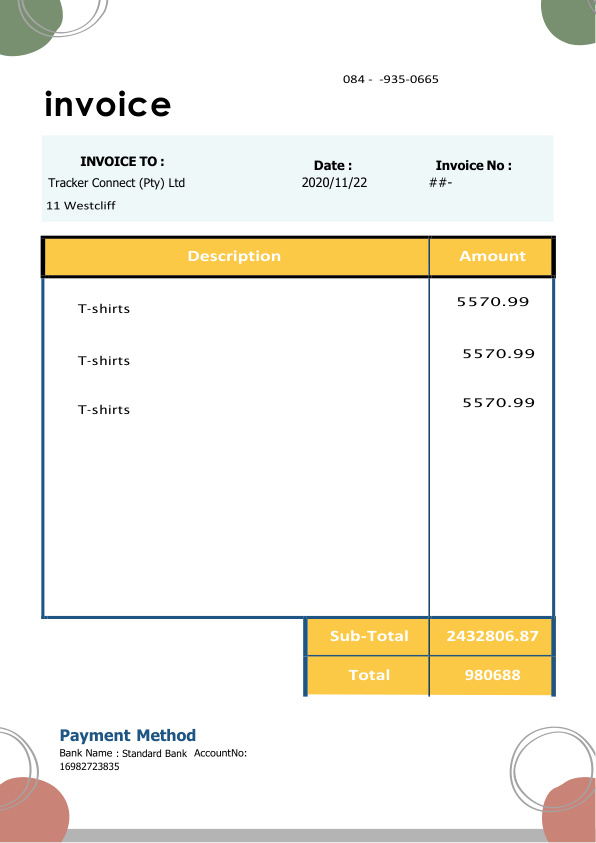 084 -  -935-0665
invoice
INVOICE TO :
Date :
Invoice No :
Tracker Connect (Pty) Ltd
2020/11/22
##-
11 Westcliff
Description Amount
T-shirts 5570.99
T-shirts 5570.99
T-shirts 5570.99
Sub-Total 2432806.87
Total 980688
Payment Method
Bank Name : Standard Bank AccountNo:
16982723835